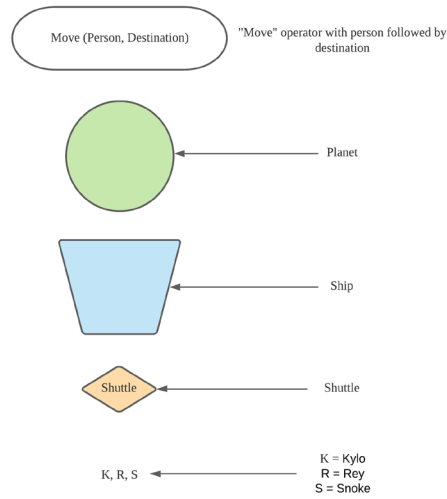 Move (Person, Destination)
"Move" operator with person followed by
destination
Planet
Ship
Shuttle
Shuttle
K, R, S
K = Kylo
R = Rey
S = Snoke